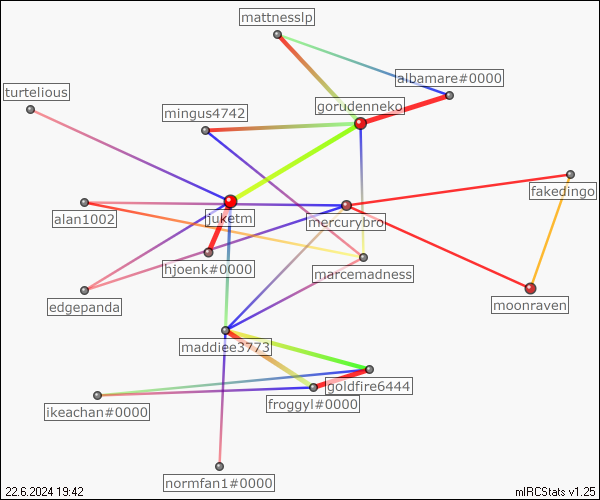 mattnesslp
albamare#0000
turtelious
gorudenneko
mingus4742
fakedingo
alan1002
juketm
mercurybro
hjoenk#0000
marcemadness
edgepanda
moonraven
maddiee3773
goldfire6444
froggyl#0000
ikeachan#0000
normfan1#0000
22.6.2024 19:42
mIRCStats v1.25